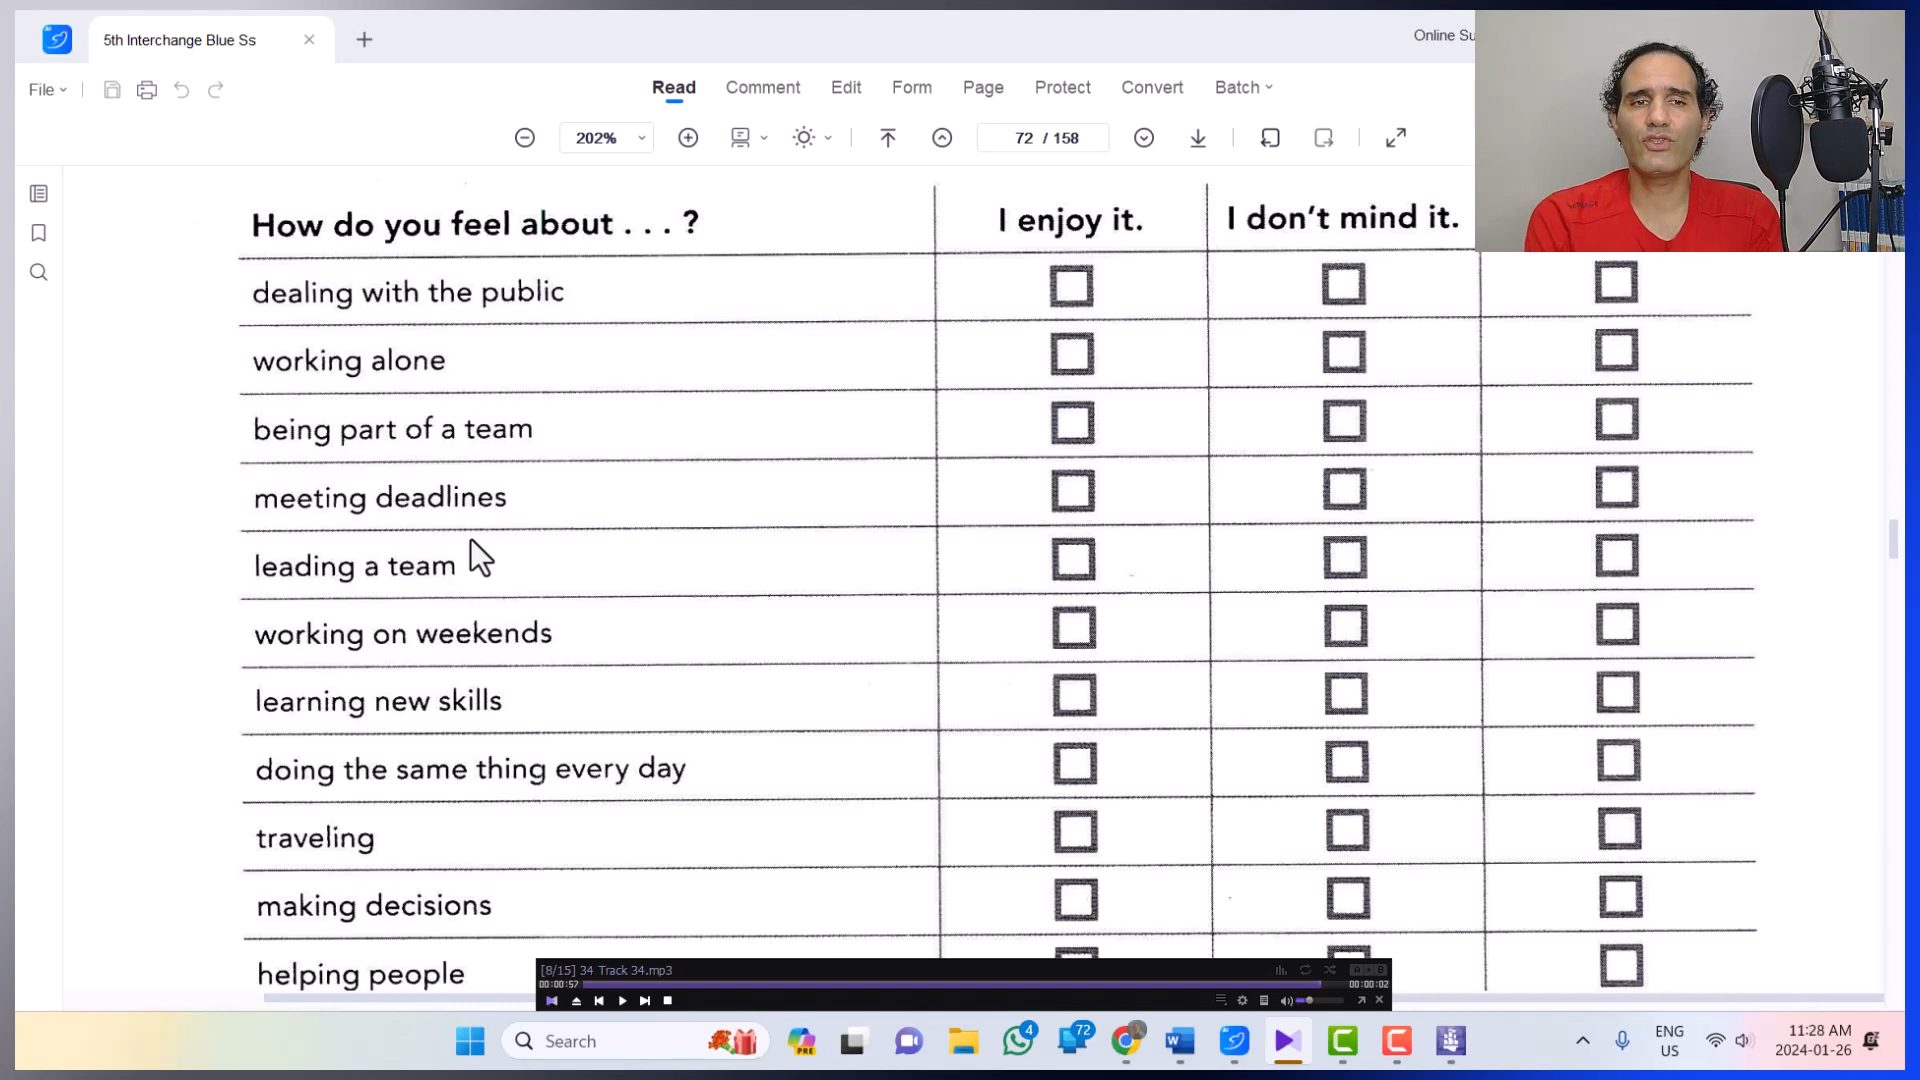 5th Interchange Blue Ss
Online Su
File
Read Comment Edit Form Page Protect Convert Batch
202%
72 / 158
How do you feel about . . . ? I enjoy it. I don't mind it.
dealing with the public
working alone
being part of a team
meeting deadlines
leading a team
working on weekends
learning new skills
doing the same thing every day
traveling
making decisions
helping people
[8/15] 34 Track 34.mp3
00:00:57 00:00:02
Search
PRE
4
72
ENG
US
11:28 AM
2024-01-26